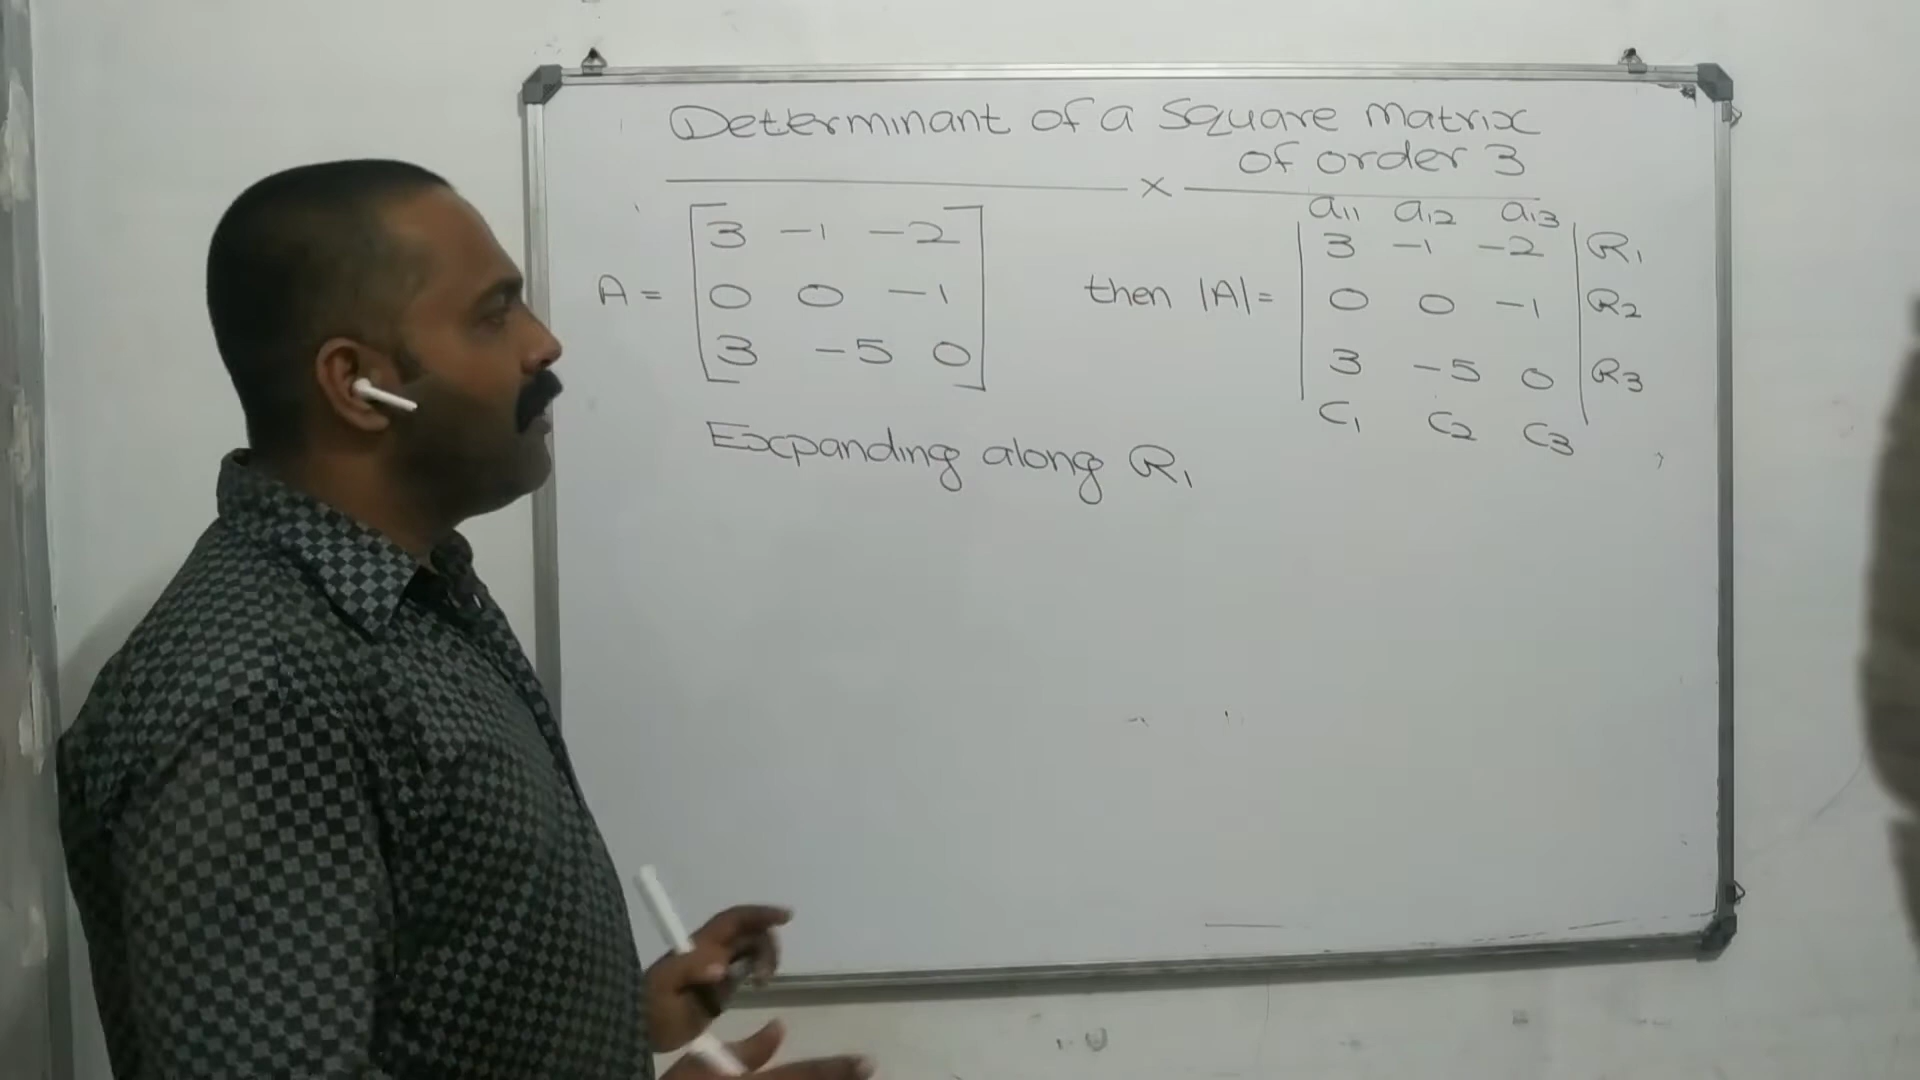 Determinant of a square matrix
of order 3
x
a11 a12 a13
3 -1 -2 3 -1 -2 R1
A = 0 0 -1 then |A| = 0 0 -1 R2
3 -5 0 3 -5 0 R3
C1 C2 C3
Expanding along R1